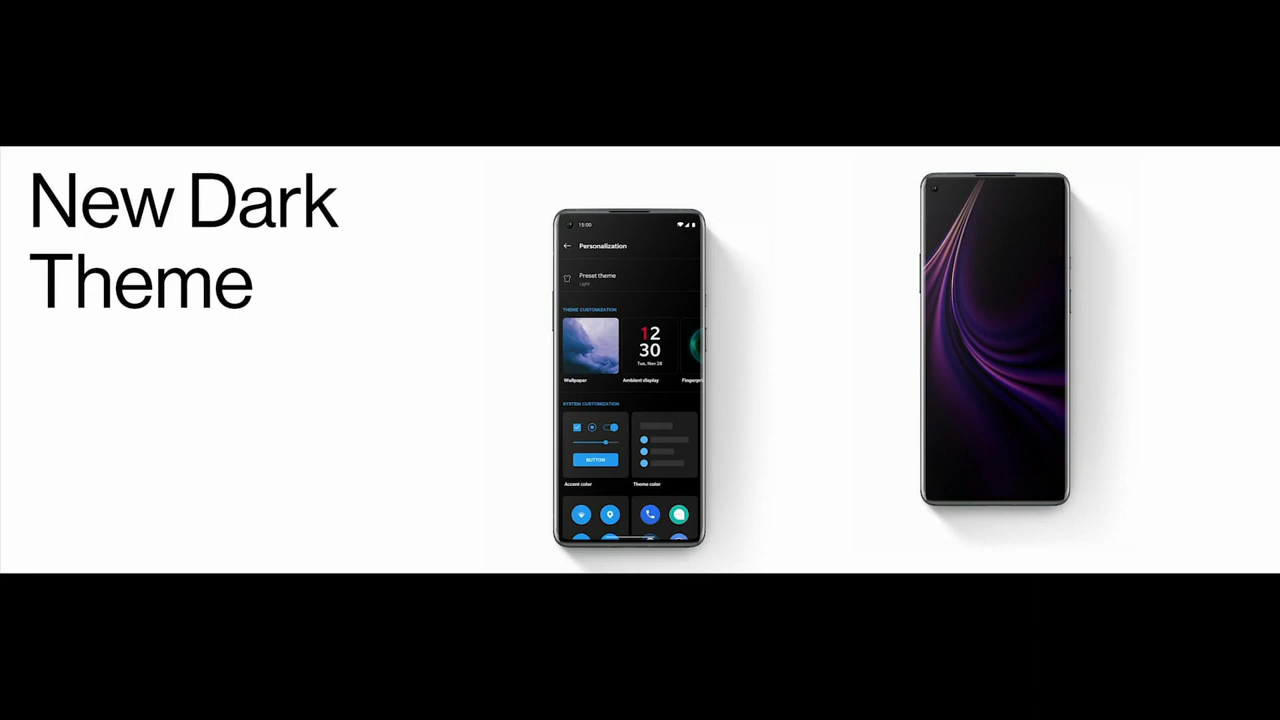 New Dark
Theme
15:00
Personalization
Preset theme
Light
THEME CUSTOMIZATION
12
30
Tue, Nov 28
Wallpaper
Ambient display
Fingerpr
SYSTEM CUSTOMIZATION
BUTTON
Accent color
Theme color